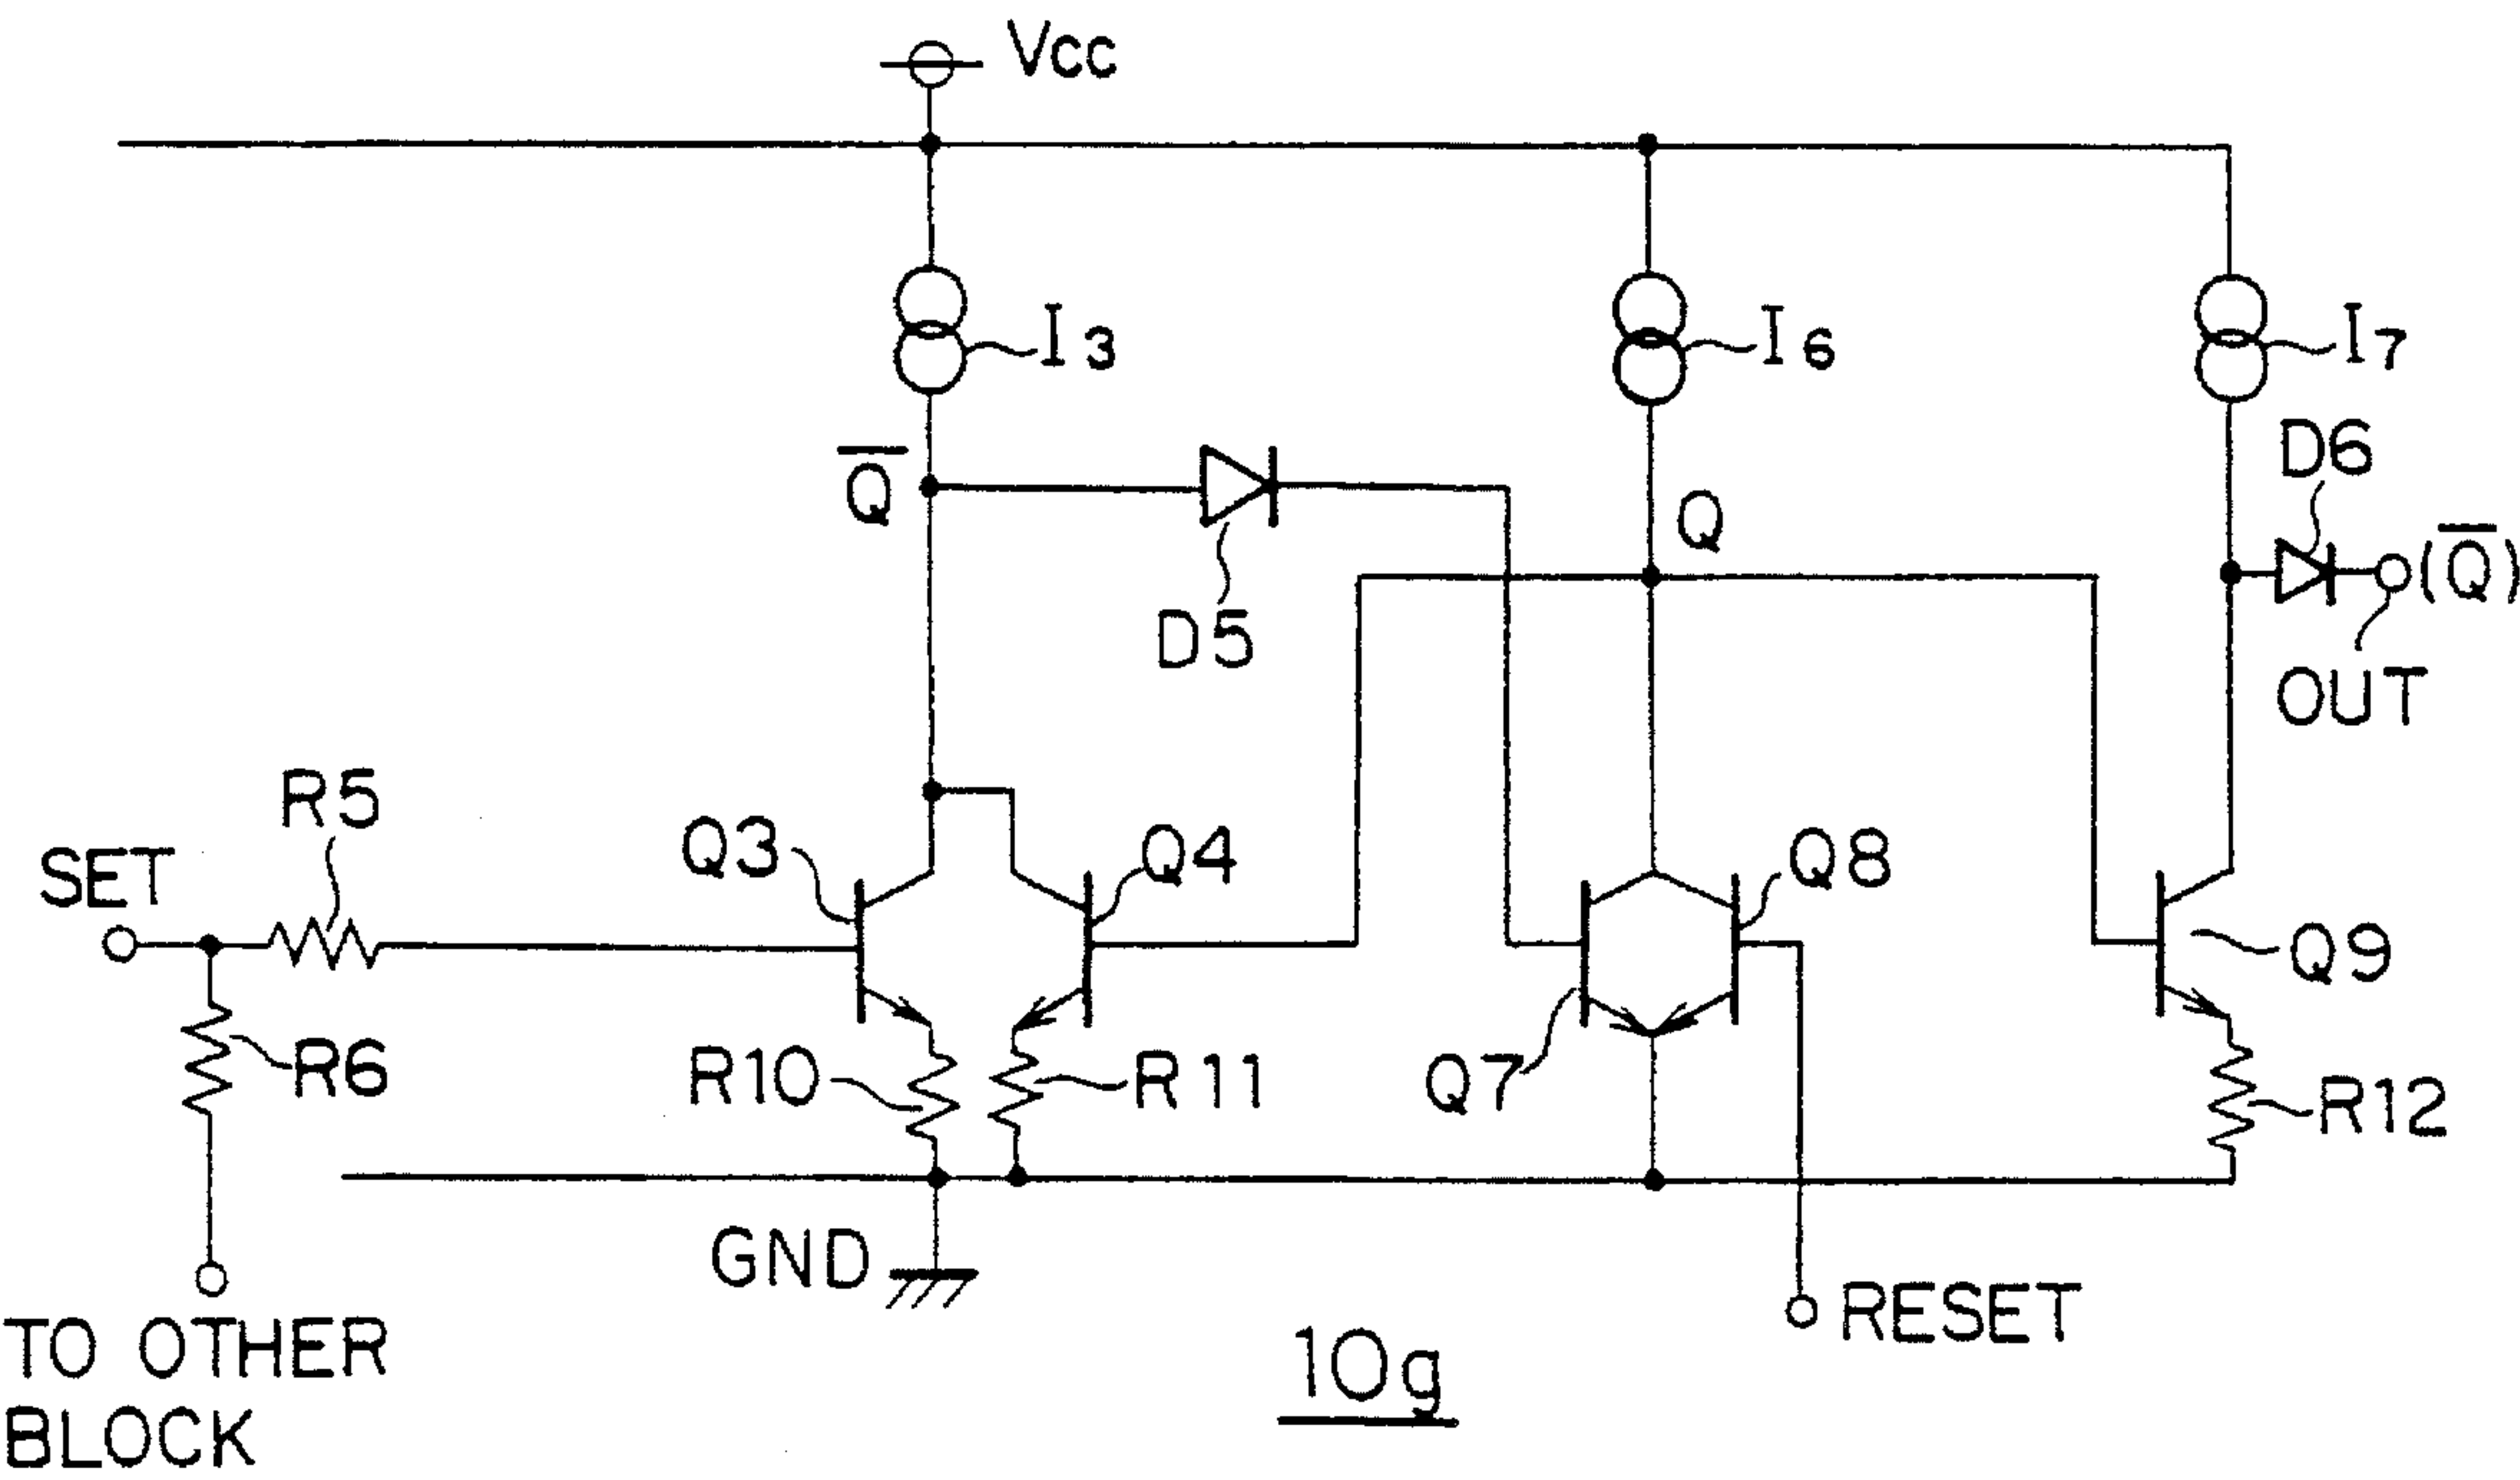 Vcc
I3
I6
I7
D6
Q̅
Q
(Q̅)
D5
OUT
R5
SET
Q3
Q4
Q8
Q9
R6
R10
R11
Q7
R12
GND
RESET
TO OTHER
BLOCK
10g